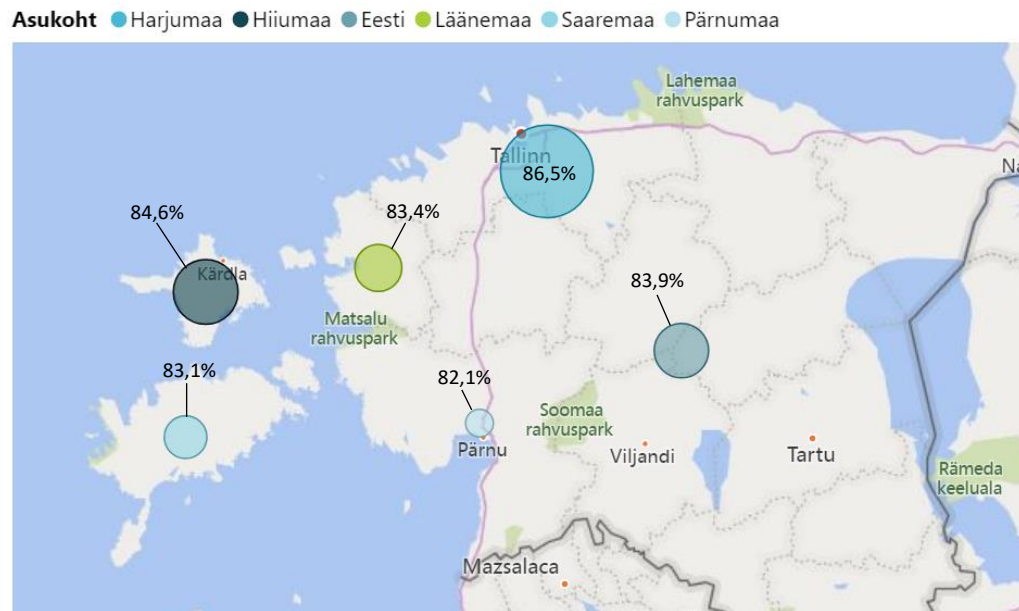 Asukoht Harjumaa Hiiumaa Eesti Läänemaa Saaremaa Pärnumaa
Lahemaa
rahvuspark
Tallinn
86,5%
Na
84,6%
83,4%
Kärdla
83,9%
Matsalu
rahvuspark
83,1%
82,1%
Soomaa
rahvuspark
Pärnu
Viljandi
Tartu
Rämeda
keeluala
Mazsalaca